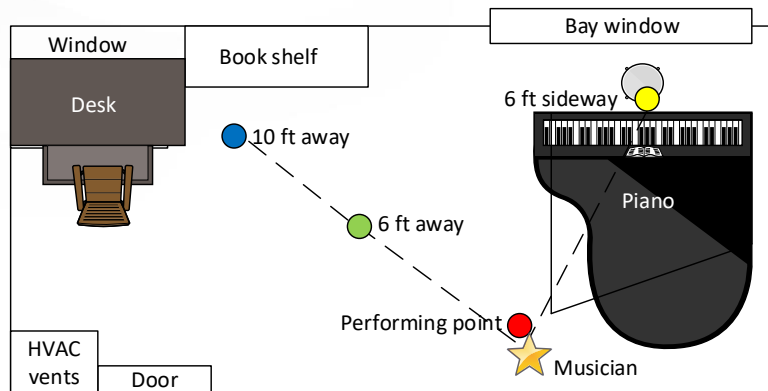 Window
Book shelf
Bay window
Desk
6 ft sideway
10 ft away
Piano
6 ft away
Performing point
Musician
HVAC
vents
Door